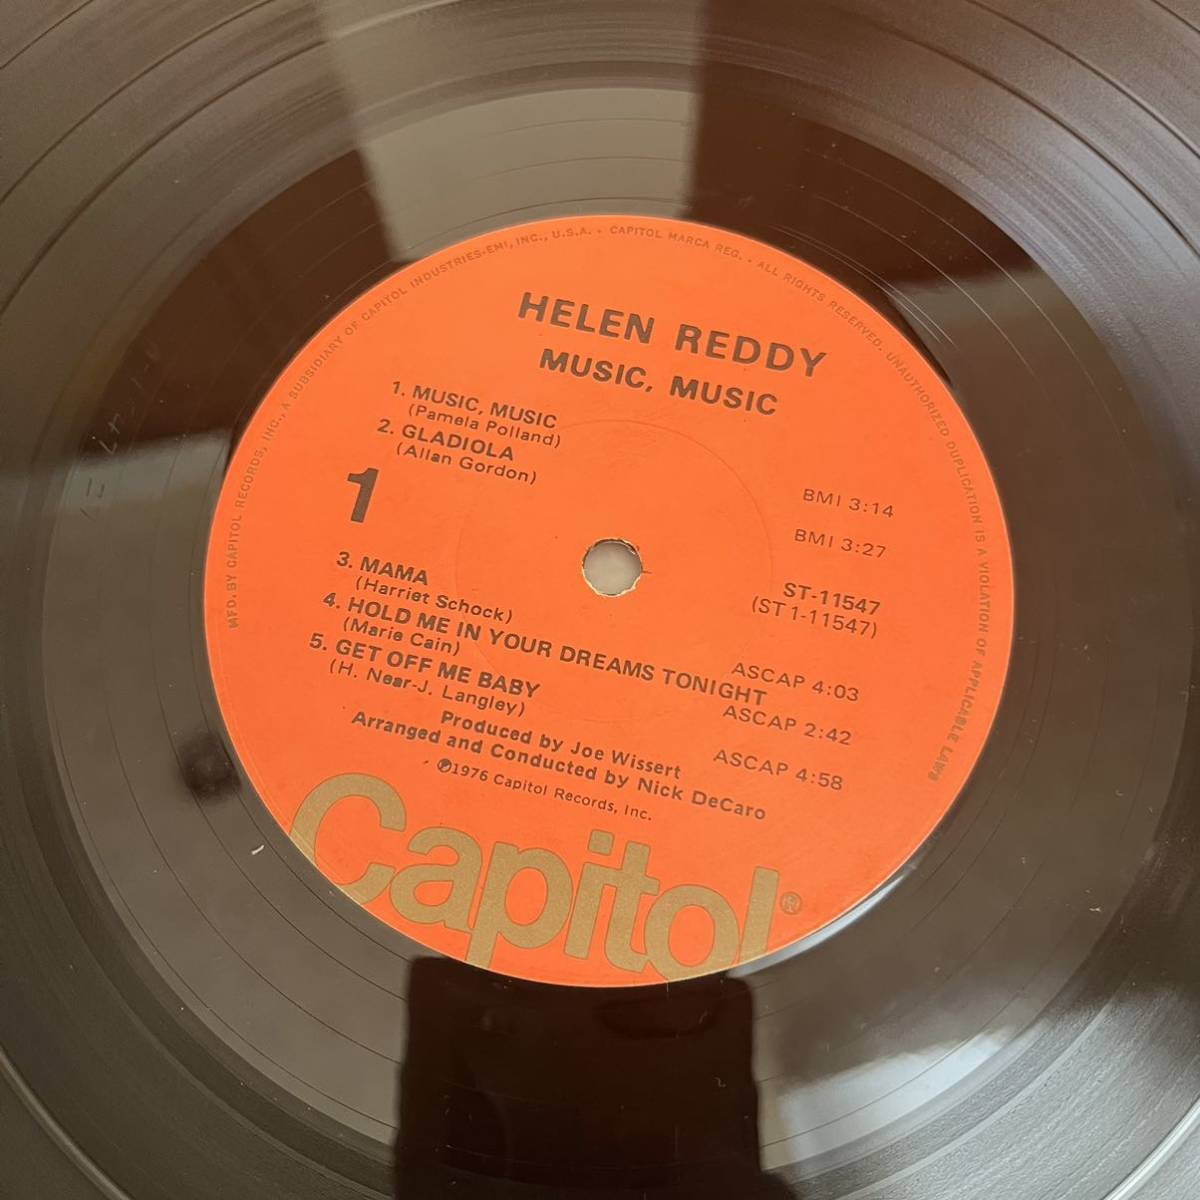 MFD. BY CAPITOL RECORDS, INC., A SUBSIDIARY OF CAPITOL INDUSTRIES-EMI, INC., U.S.A. • CAPITOL MARCA REG. • ALL RIGHTS RESERVED. UNAUTHORIZED DUPLICATION IS A VIOLATION OF APPLICABLE LAWS
HELEN REDDY
MUSIC, MUSIC
1. MUSIC, MUSIC
(Pamela Polland)
BMI 3:14
2. GLADIOLA
(Allan Gordon)
BMI 3:27
1
ST-11547
(ST 1-11547)
3. MAMA
(Harriet Schock)
ASCAP 4:03
4. HOLD ME IN YOUR DREAMS TONIGHT
(Marie Cain)
ASCAP 2:42
5. GET OFF ME BABY
(H. Near-J. Langley)
ASCAP 4:58
Produced by Joe Wissert
Arranged and Conducted by Nick DeCaro
℗1976 Capitol Records, Inc.
Capitol®